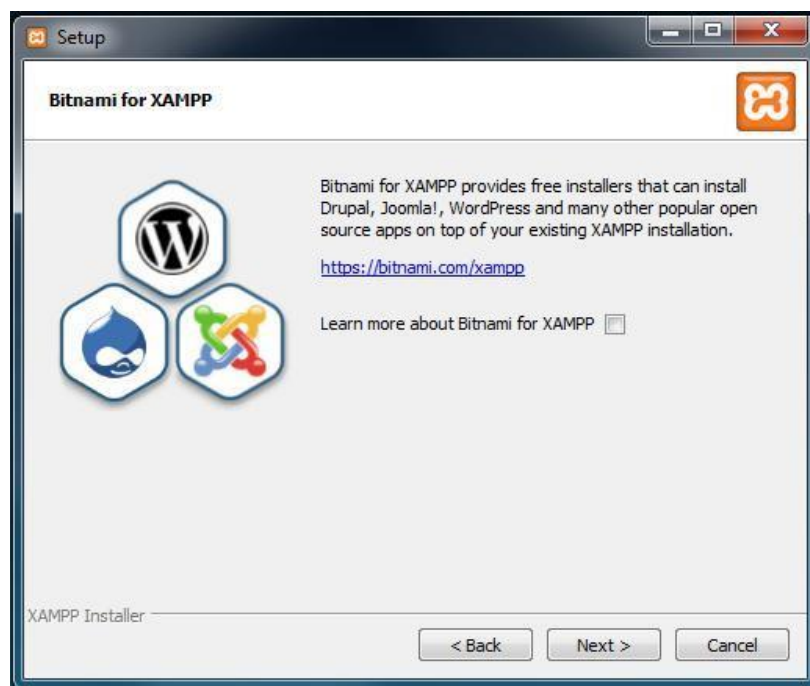 Setup
Bitnami for XAMPP
Bitnami for XAMPP provides free installers that can install
Drupal, Joomla!, WordPress and many other popular open
source apps on top of your existing XAMPP installation.
https://bitnami.com/xampp
Learn more about Bitnami for XAMPP
XAMPP Installer
< Back Next > Cancel